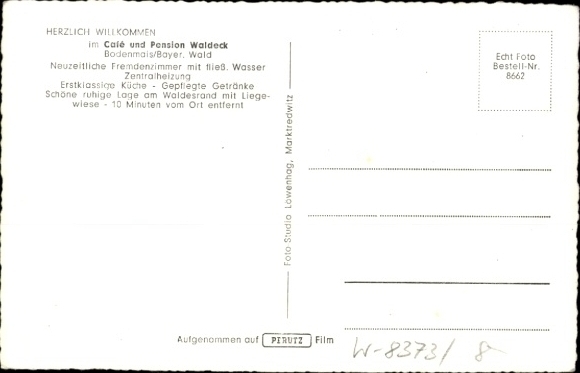 HERZLICH WILLKOMMEN
im Café und Pension Waldeck
Bodenmais/Bayer. Wald
Neuzeitliche Fremdenzimmer mit fließ. Wasser
Zentralheizung
Erstklassige Küche - Gepflegte Getränke
Schöne ruhige Lage am Waldesrand mit Liege-
wiese - 10 Minuten vom Ort entfernt
Echt Foto
Bestell-Nr.
8662
Foto Studio Löwenhag, Marktredwitz
Aufgenommen auf PERUTZ Film
W-8373/ 8